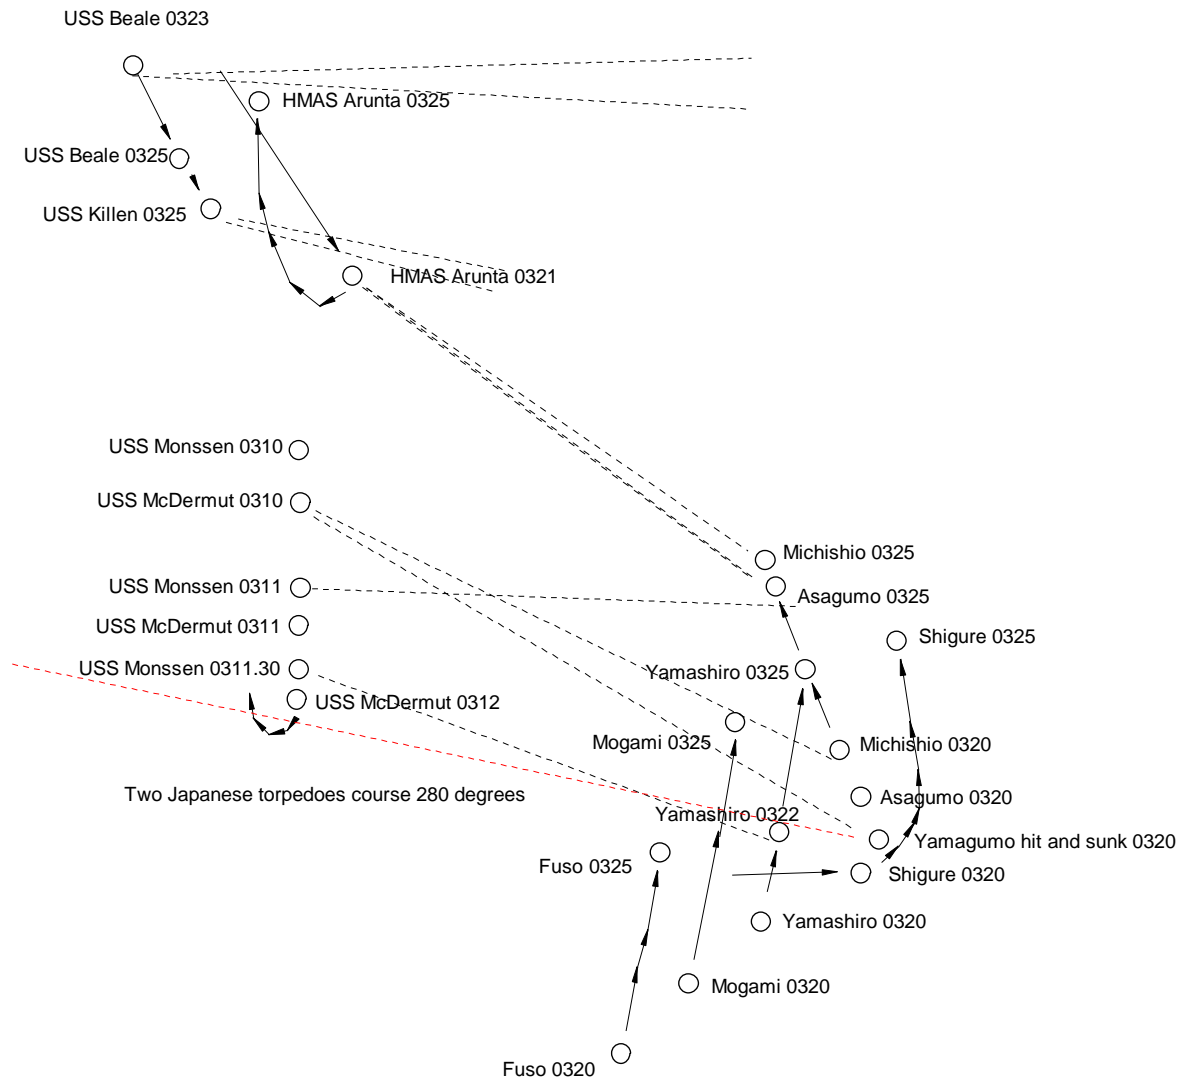 USS Beale 0323
HMAS Arunta 0325
USS Beale 0325
USS Killen 0325
HMAS Arunta 0321
USS Monssen 0310
USS McDermut 0310
Michishio 0325
USS Monssen 0311
Asagumo 0325
USS McDermut 0311
Shigure 0325
USS Monssen 0311.30
Yamashiro 0325
USS McDermut 0312
Mogami 0325
Michishio 0320
Two Japanese torpedoes course 280 degrees
Asagumo 0320
Yamashiro 0322
Yamagumo hit and sunk 0320
Fuso 0325
Shigure 0320
Yamashiro 0320
Mogami 0320
Fuso 0320